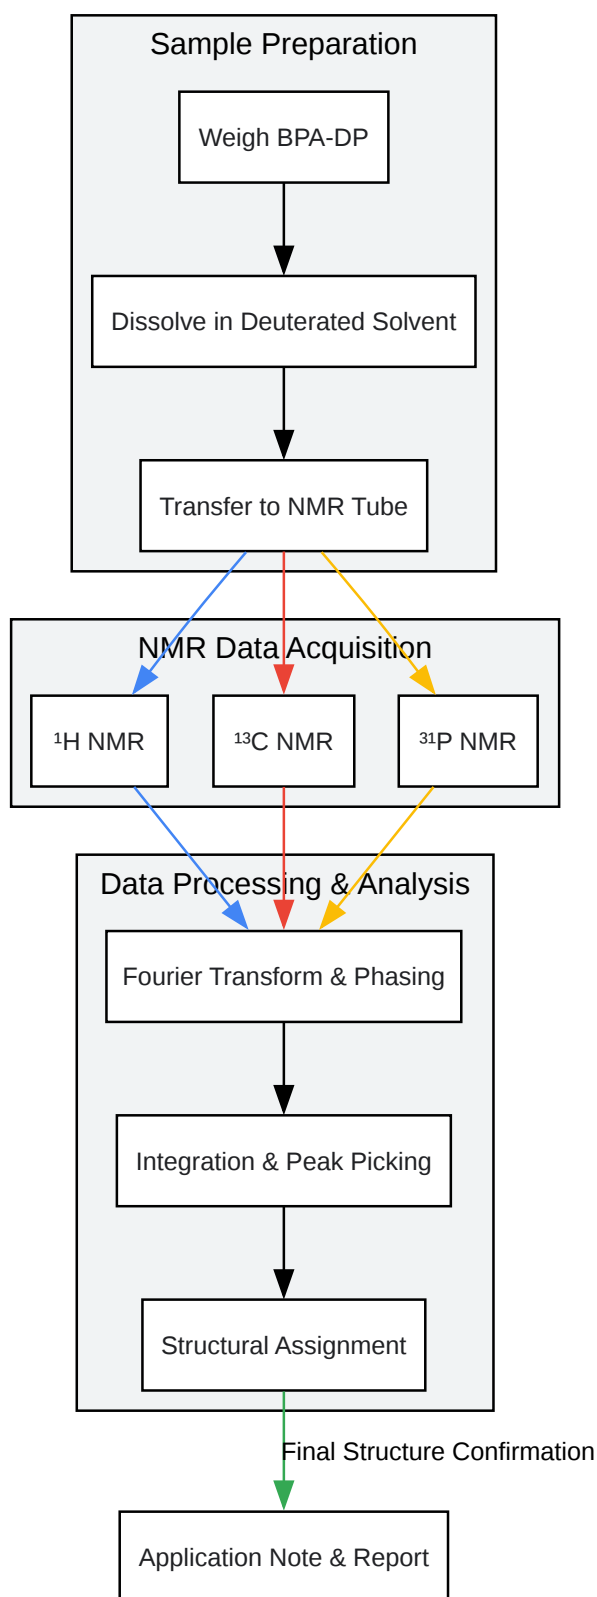 Sample Preparation
Weigh BPA-DP
Dissolve in Deuterated Solvent
Transfer to NMR Tube
NMR Data Acquisition
¹H NMR
¹³C NMR
³¹P NMR
Data Processing & Analysis
Fourier Transform & Phasing
Integration & Peak Picking
Structural Assignment
Final Structure Confirmation
Application Note & Report